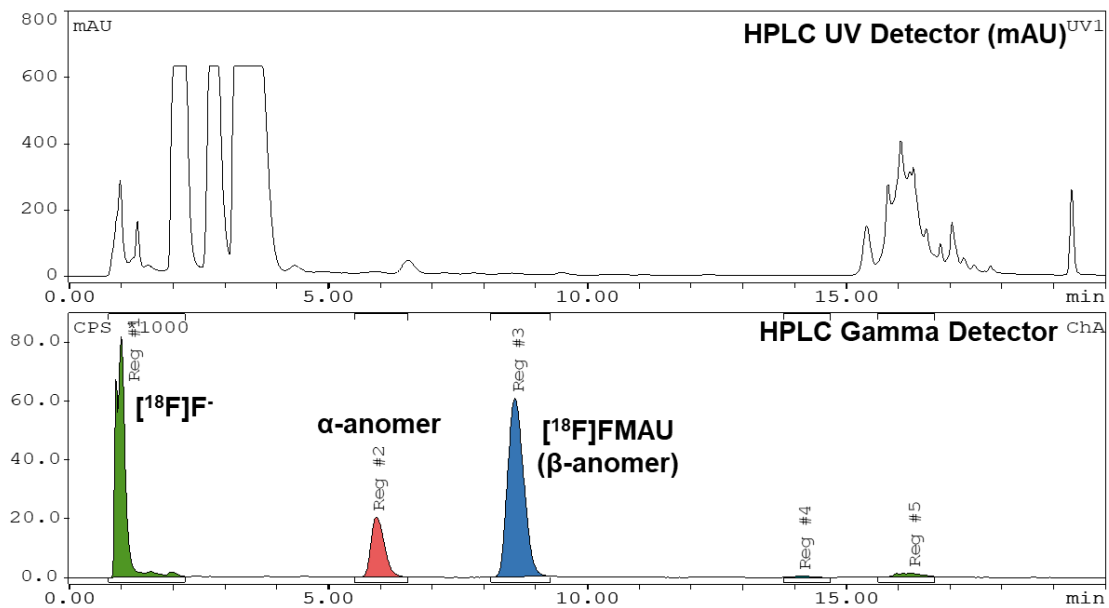 800
mAU
HPLC UV Detector (mAU)
UV1
600
400
200
0
0.00 5.00 10.00 15.00 min
CPS *1000
HPLC Gamma Detector
ChA
80.0
Reg #1
[¹⁸F]F⁻
60.0
Reg #3
[¹⁸F]FMAU
(β-anomer)
α-anomer
40.0
Reg #2
20.0
Reg #4
Reg #5
0.0
0.00 5.00 10.00 15.00 min